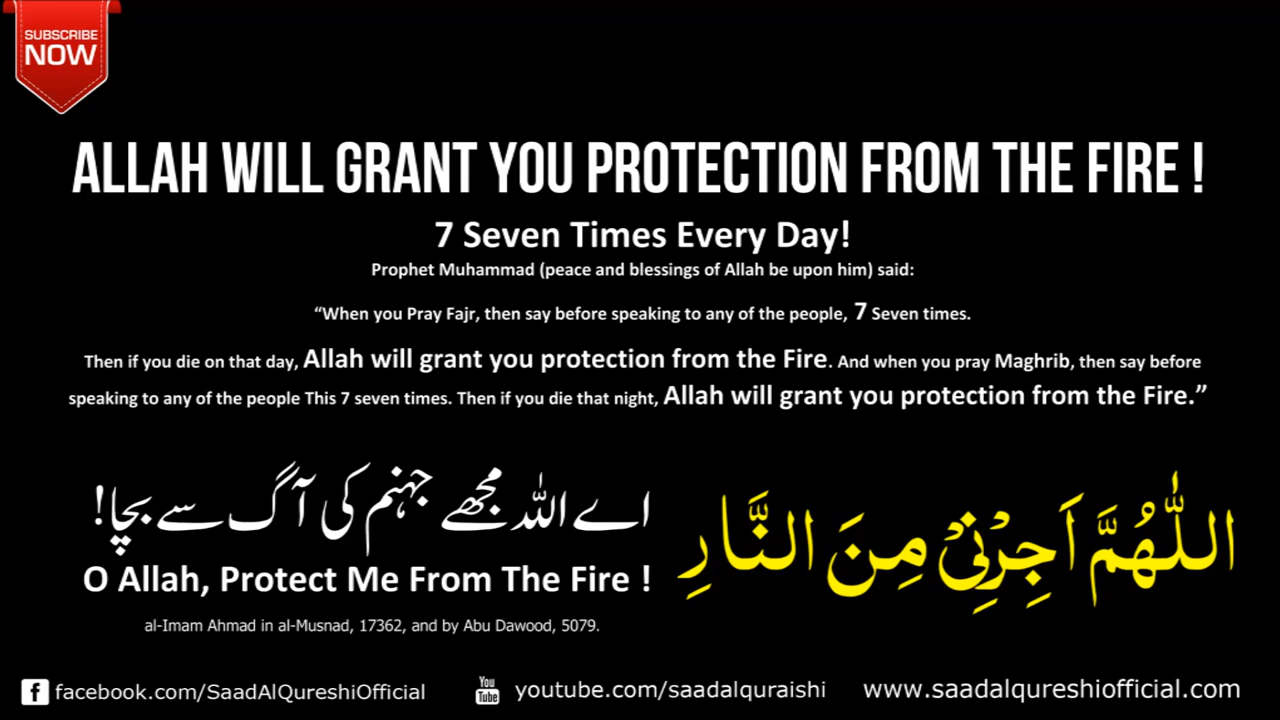 SUBSCRIBE
NOW
ALLAH WILL GRANT YOU PROTECTION FROM THE FIRE !
7 Seven Times Every Day!
Prophet Muhammad (peace and blessings of Allah be upon him) said:
“When you Pray Fajr, then say before speaking to any of the people, 7 Seven times.
Then if you die on that day, Allah will grant you protection from the Fire. And when you pray Maghrib, then say before
speaking to any of the people This 7 seven times. Then if you die that night, Allah will grant you protection from the Fire.”
اے اللہ مجھے جہنم کی آگ سے بچا!
اللّٰهُمَّ اَجِرْنِیْ مِنَ النَّارِ
O Allah, Protect Me From The Fire !
al-Imam Ahmad in al-Musnad, 17362, and by Abu Dawood, 5079.
f facebook.com/SaadAlQureshiOfficial
You Tube youtube.com/saadalquraishi
www.saadalqureshiofficial.com